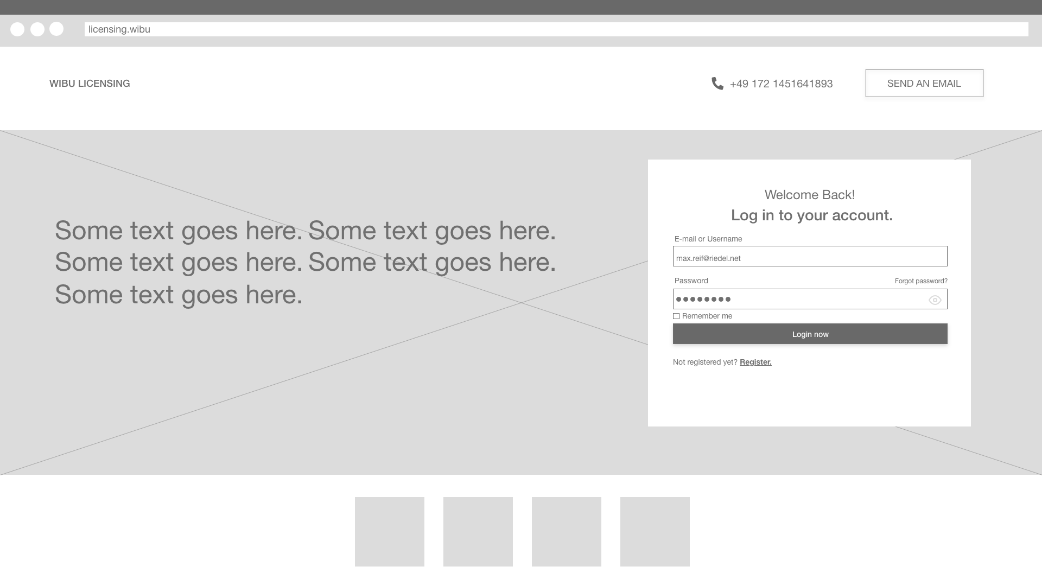 licensing.wibu
WIBU LICENSING
+49 172 1451641893
SEND AN EMAIL
Some text goes here. Some text goes here.
Some text goes here. Some text goes here.
Some text goes here.
Welcome Back!
Log in to your account.
E-mail or Username
max.reif@riedel.net
Password
Forgot password?
●●●●●●●●
Remember me
Login now
Not registered yet? Register.